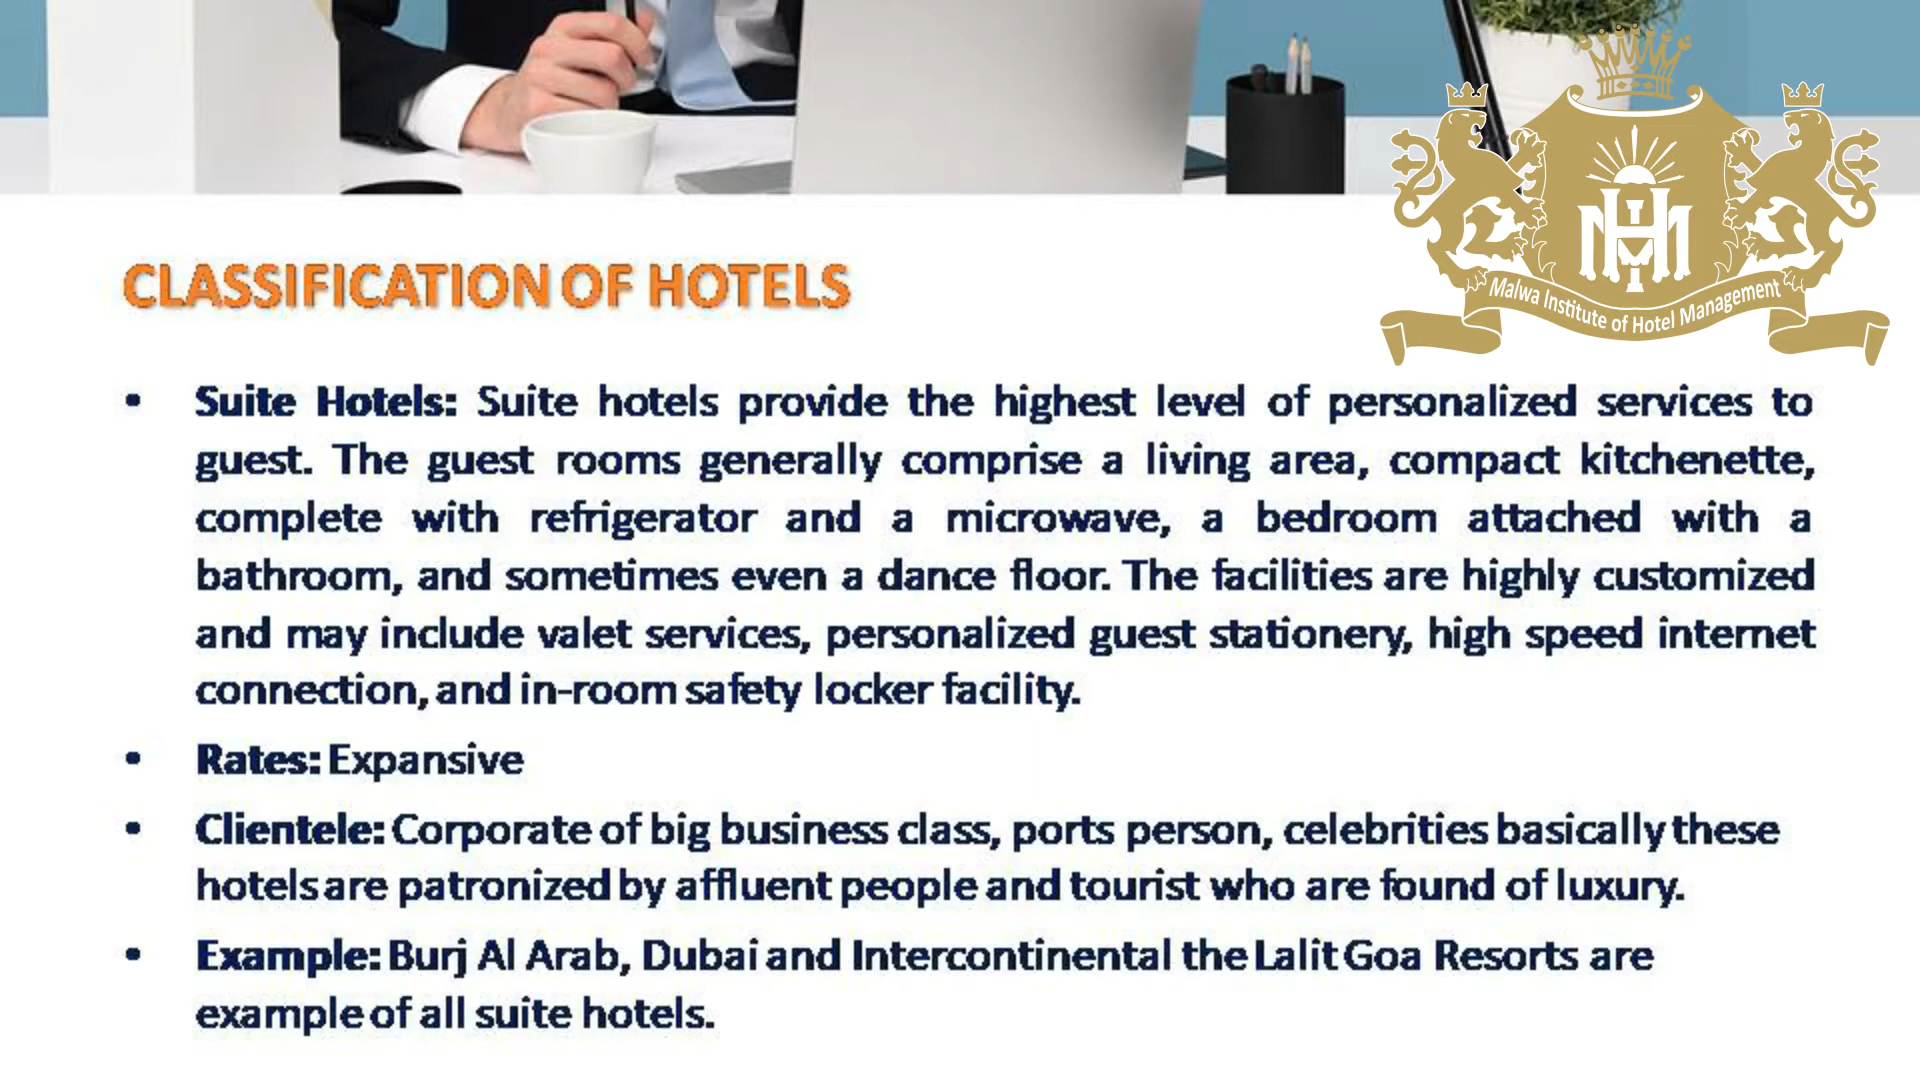 Malwa Institute of Hotel Management
CLASSIFICATION OF HOTELS
• Suite Hotels: Suite hotels provide the highest level of personalized services to
guest. The guest rooms generally comprise a living area, compact kitchenette,
complete with refrigerator and a microwave, a bedroom attached with a
bathroom, and sometimes even a dance floor. The facilities are highly customized
and may include valet services, personalized guest stationery, high speed internet
connection, and in-room safety locker facility.
• Rates: Expansive
• Clientele: Corporate of big business class, ports person, celebrities basically these
hotels are patronized by affluent people and tourist who are found of luxury.
• Example: Burj Al Arab, Dubai and Intercontinental the Lalit Goa Resorts are
example of all suite hotels.